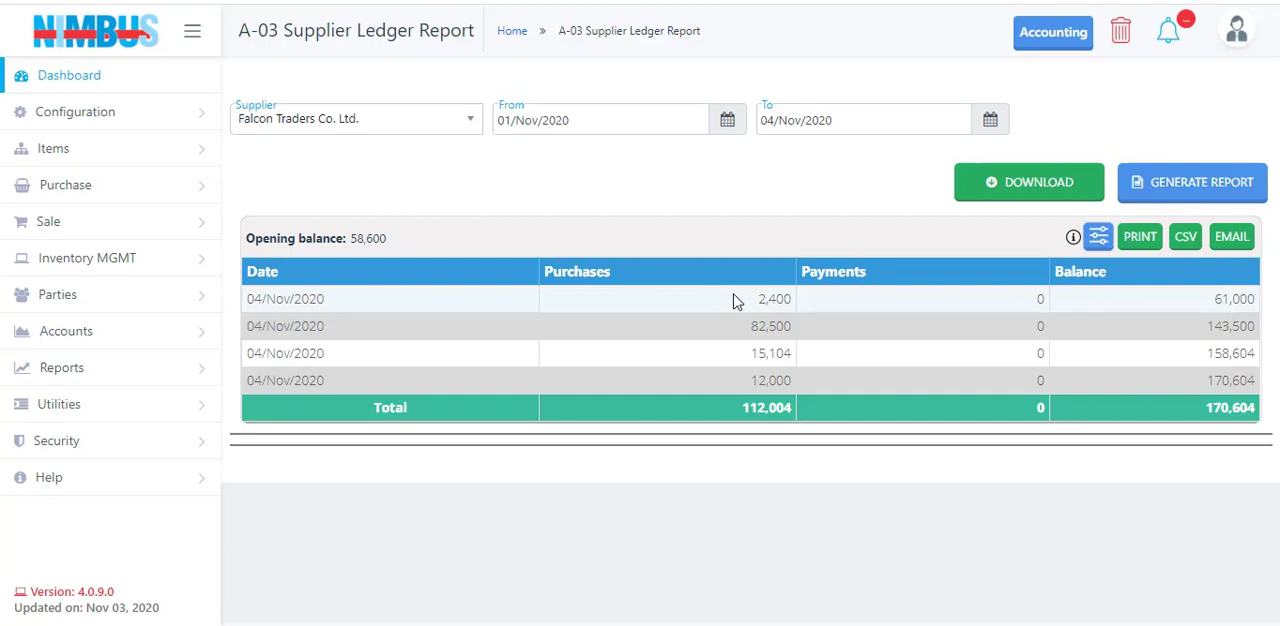 NIMBUS
A-03 Supplier Ledger Report
Home » A-03 Supplier Ledger Report
Accounting
Dashboard
Configuration
Items
Purchase
Sale
Inventory MGMT
Parties
Accounts
Reports
Utilities
Security
Help
Version: 4.0.9.0
Updated on: Nov 03, 2020
Supplier From To
Falcon Traders Co. Ltd. 01/Nov/2020 04/Nov/2020
DOWNLOAD GENERATE REPORT
Opening balance: 58,600 PRINT CSV EMAIL
Date Purchases Payments Balance
04/Nov/2020 2,400 0 61,000
04/Nov/2020 82,500 0 143,500
04/Nov/2020 15,104 0 158,604
04/Nov/2020 12,000 0 170,604
Total 112,004 0 170,604